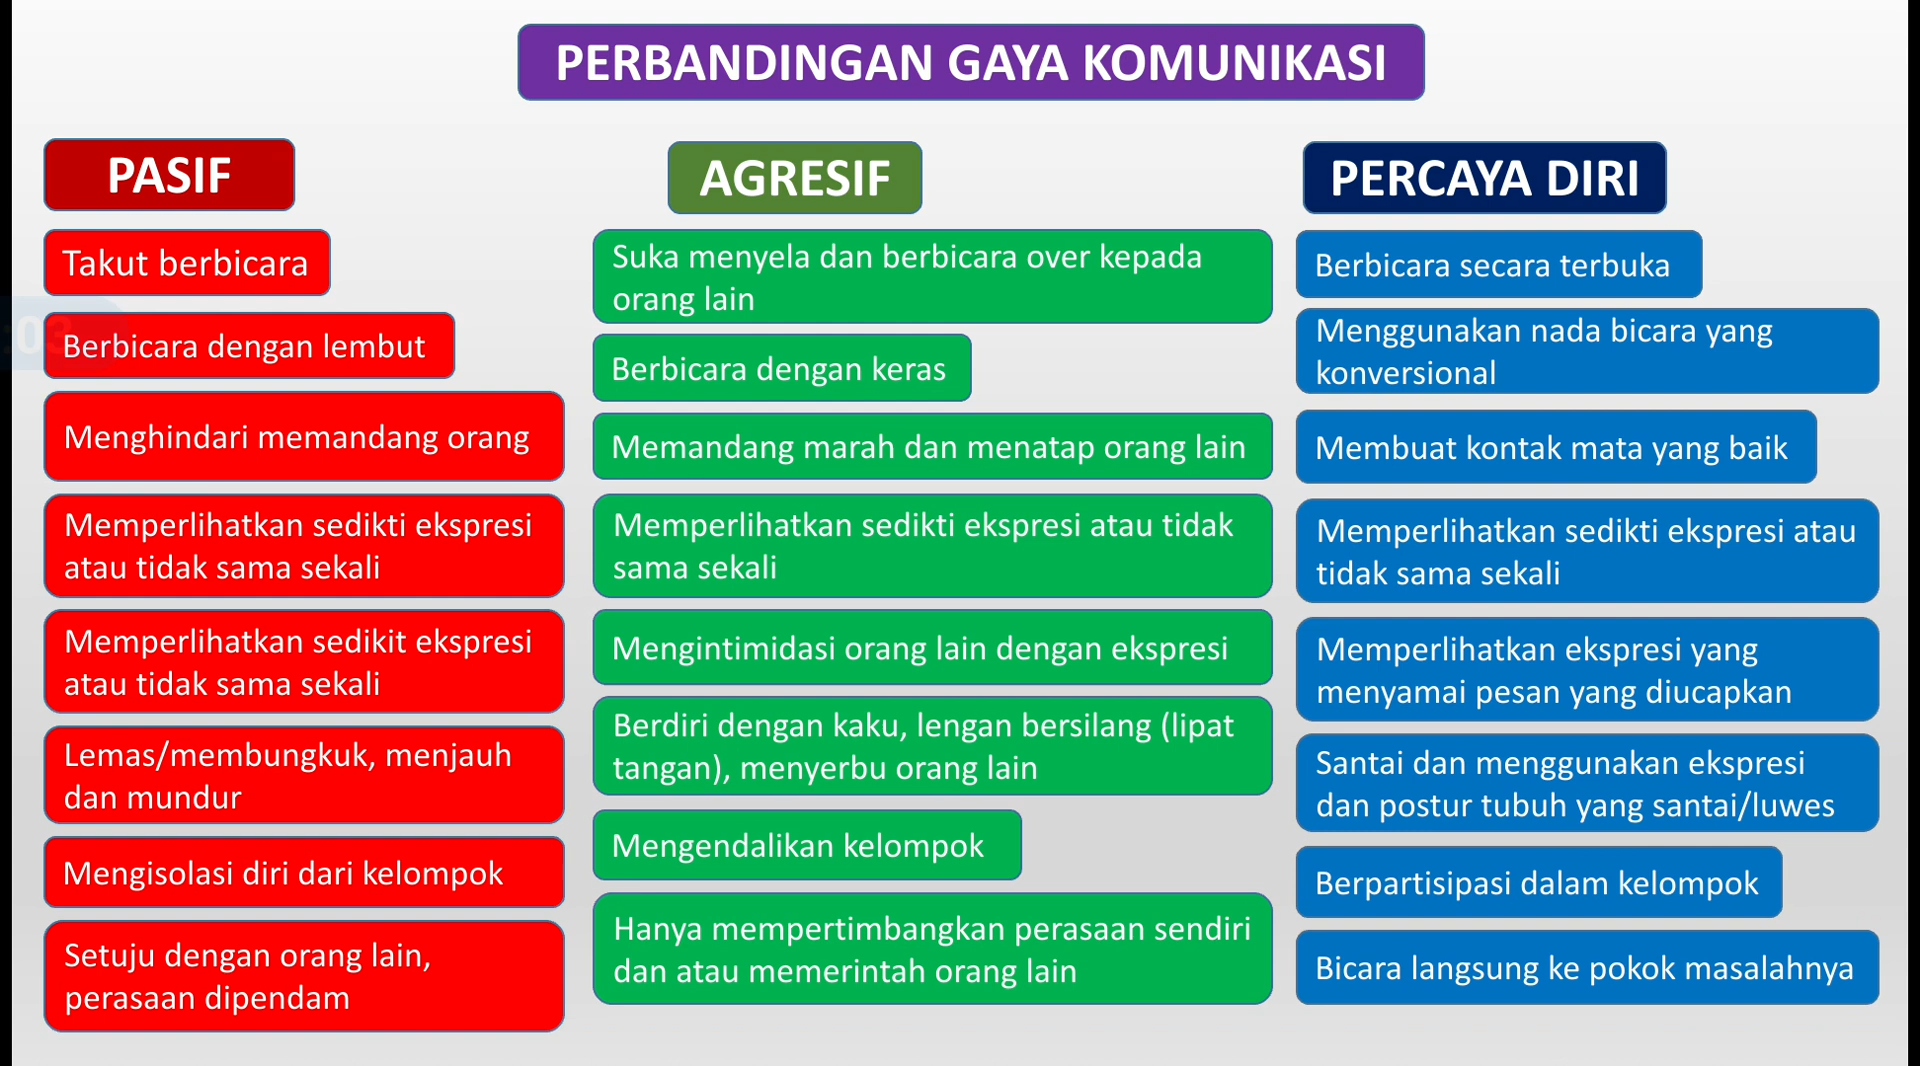 PERBANDINGAN GAYA KOMUNIKASI
PASIF
Takut berbicara
Berbicara dengan lembut
Menghindari memandang orang
Memperlihatkan sedikti ekspresi
atau tidak sama sekali
Memperlihatkan sedikit ekspresi
atau tidak sama sekali
Lemas/membungkuk, menjauh
dan mundur
Mengisolasi diri dari kelompok
Setuju dengan orang lain,
perasaan dipendam
AGRESIF
Suka menyela dan berbicara over kepada
orang lain
Berbicara dengan keras
Memandang marah dan menatap orang lain
Memperlihatkan sedikti ekspresi atau tidak
sama sekali
Mengintimidasi orang lain dengan ekspresi
Berdiri dengan kaku, lengan bersilang (lipat
tangan), menyerbu orang lain
Mengendalikan kelompok
Hanya mempertimbangkan perasaan sendiri
dan atau memerintah orang lain
PERCAYA DIRI
Berbicara secara terbuka
Menggunakan nada bicara yang
konversional
Membuat kontak mata yang baik
Memperlihatkan sedikti ekspresi atau
tidak sama sekali
Memperlihatkan ekspresi yang
menyamai pesan yang diucapkan
Santai dan menggunakan ekspresi
dan postur tubuh yang santai/luwes
Berpartisipasi dalam kelompok
Bicara langsung ke pokok masalahnya
:03